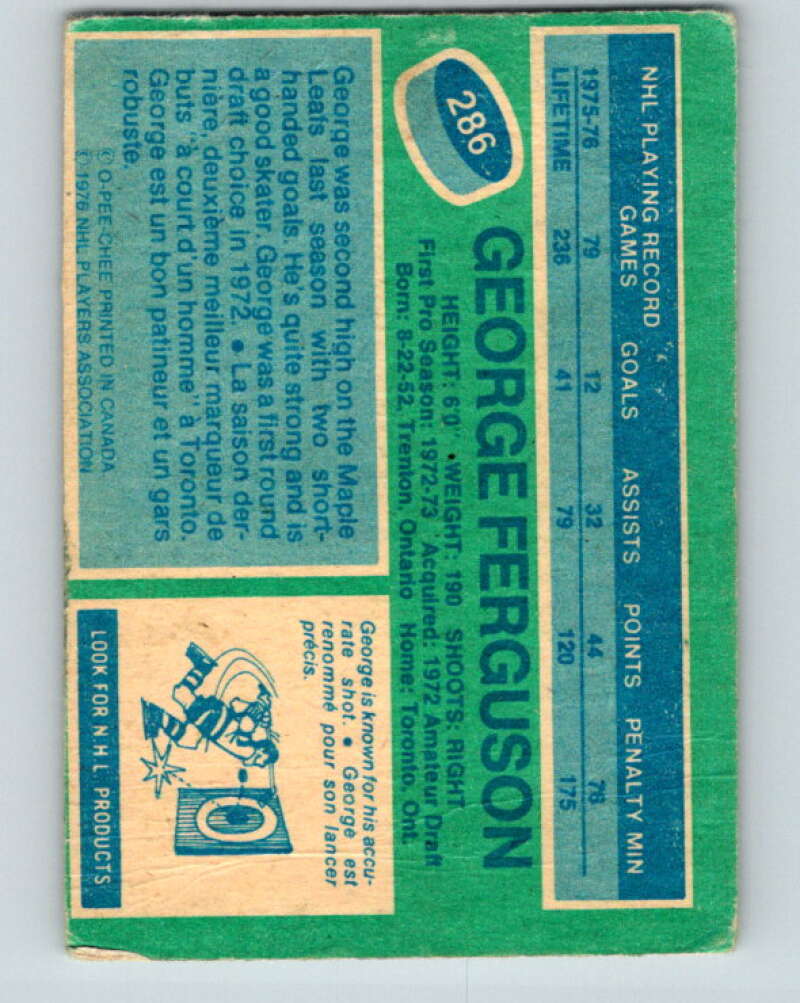 NHL PLAYING RECORD
GAMES GOALS ASSISTS POINTS PENALTY MIN
1975-76 79 12 32 44 76
LIFETIME 236 41 79 120 175
286
GEORGE FERGUSON
HEIGHT: 6'0" • WEIGHT: 190 SHOOTS: RIGHT
First Pro Season: 1972-73 Acquired: 1972 Amateur Draft
Born: 8-22-52, Trenton, Ontario Home: Toronto, Ont.
George was second high on the Maple
Leafs last season with two short-
handed goals. He's quite strong and is
a good skater. George was a first round
draft choice in 1972. • La saison der-
nière, deuxième meilleur marqueur de
buts "à court d'un homme" à Toronto.
George est un bon patineur et un gars
robuste.
© O-PEE-CHEE PRINTED IN CANADA
© 1976 NHL PLAYERS ASSOCIATION
George is known for his accu-
rate shot. • George est
renommé pour son lancer
précis.
LOOK FOR N.H.L. PRODUCTS